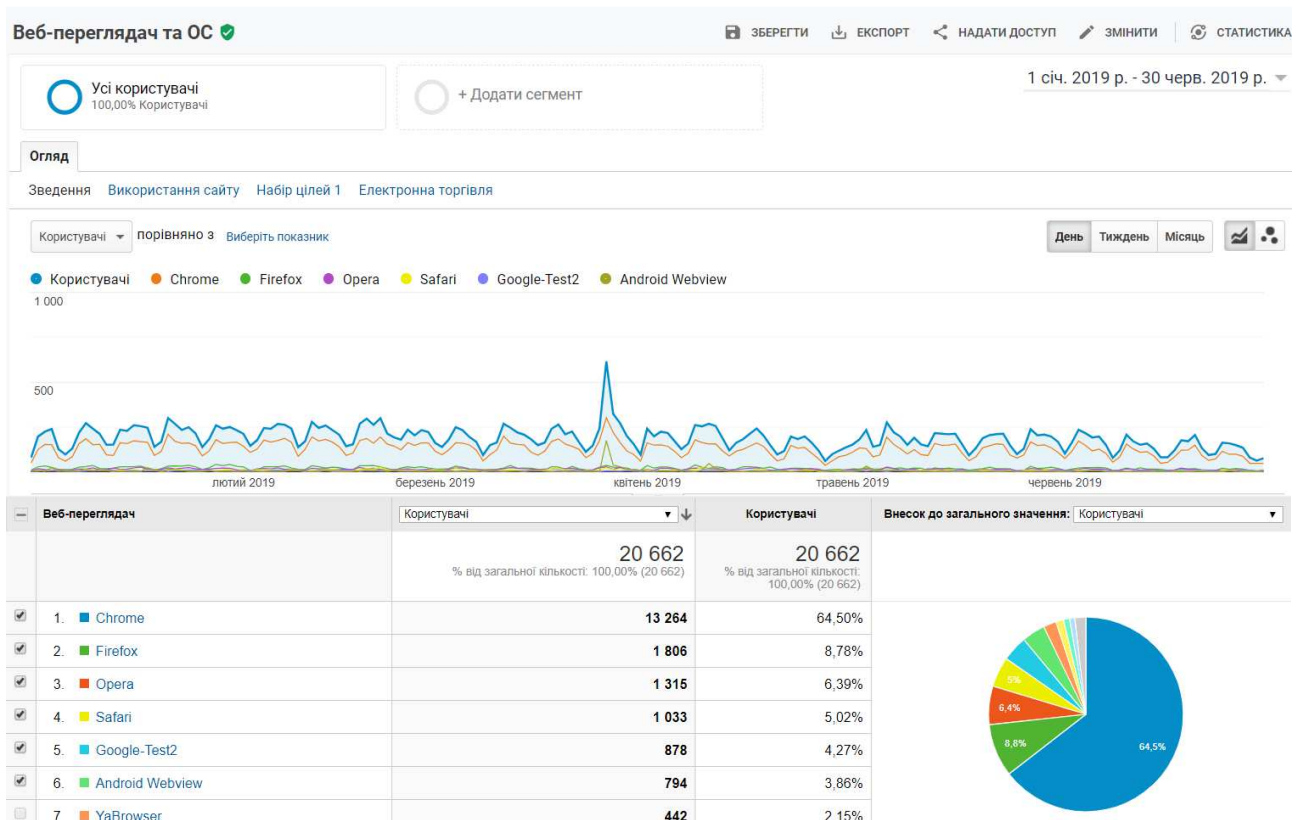 Веб-переглядач та ОС
ЗБЕРЕГТИ ЕКСПОРТ НАДАТИ ДОСТУП ЗМІНИТИ СТАТИСТИКА
Усі користувачі
100,00% Користувачі
+ Додати сегмент
1 січ. 2019 р. - 30 черв. 2019 р.
Огляд
Зведення Використання сайту Набір цілей 1 Електронна торгівля
Користувачі порівняно з Виберіть показник
День Тиждень Місяць
Користувачі Chrome Firefox Opera Safari Google-Test2 Android Webview
1 000
500
лютий 2019 березень 2019 квітень 2019 травень 2019 червень 2019
Веб-переглядач Користувачі Користувачі Внесок до загального значення: Користувачі
20 662 20 662
% від загальної кількості: 100,00% (20 662) % від загальної кількості:
100,00% (20 662)
1. Chrome 13 264 64,50%
2. Firefox 1 806 8,78%
3. Opera 1 315 6,39%
4. Safari 1 033 5,02%
5. Google-Test2 878 4,27%
6. Android Webview 794 3,86%
7. YaBrowser 442 2,15%
5%
6,4%
8,8%
64,5%